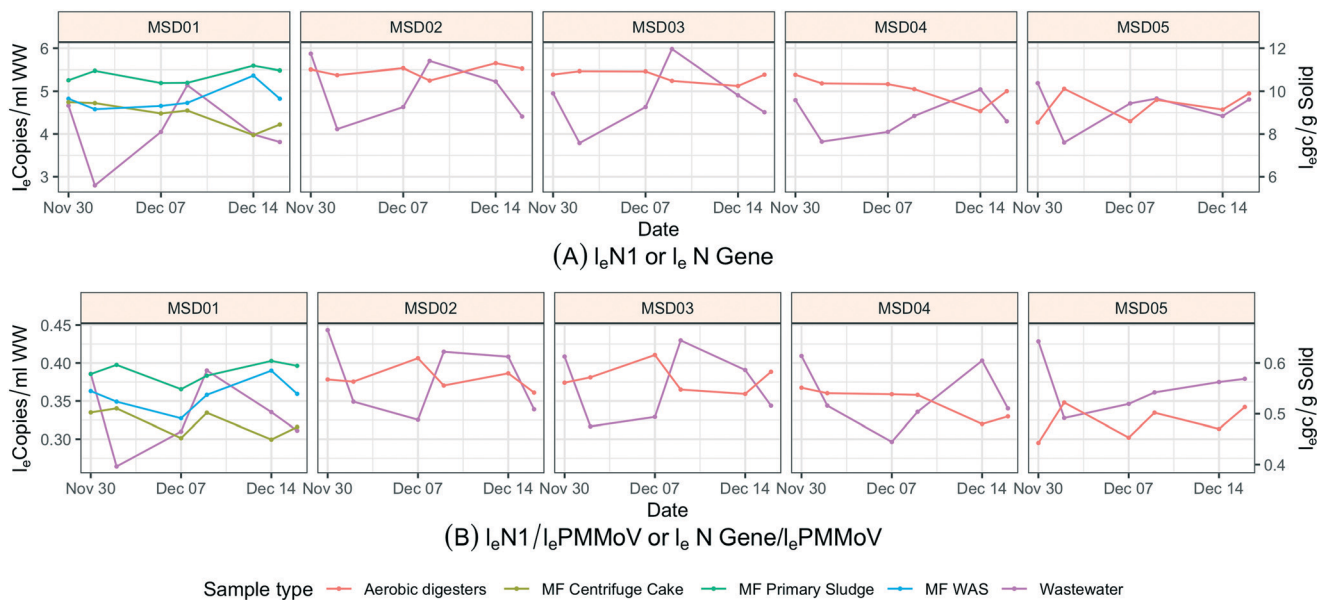 MSD01 MSD02 MSD03 MSD04 MSD05
lₑCopies/ml WW
6
5
4
3
12
10
8
6
lₑgc/g Solid
Nov 30 Dec 07 Dec 14 Nov 30 Dec 07 Dec 14 Nov 30 Dec 07 Dec 14 Nov 30 Dec 07 Dec 14 Nov 30 Dec 07 Dec 14
Date
(A) lₑN1 or lₑ N Gene
MSD01 MSD02 MSD03 MSD04 MSD05
lₑCopies/ml WW
0.45
0.40
0.35
0.30
0.6
0.5
0.4
lₑgc/g Solid
Nov 30 Dec 07 Dec 14 Nov 30 Dec 07 Dec 14 Nov 30 Dec 07 Dec 14 Nov 30 Dec 07 Dec 14 Nov 30 Dec 07 Dec 14
Date
(B) lₑN1/lₑPMMoV or lₑ N Gene/lₑPMMoV
Sample type Aerobic digesters MF Centrifuge Cake MF Primary Sludge MF WAS Wastewater